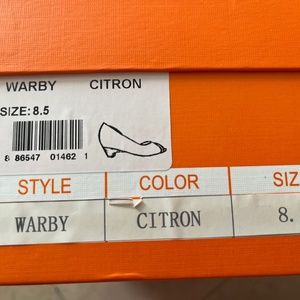 WARBY CITRON
SIZE: 8.5
8 86547 01462 1
STYLE COLOR SIZ
WARBY CITRON 8.